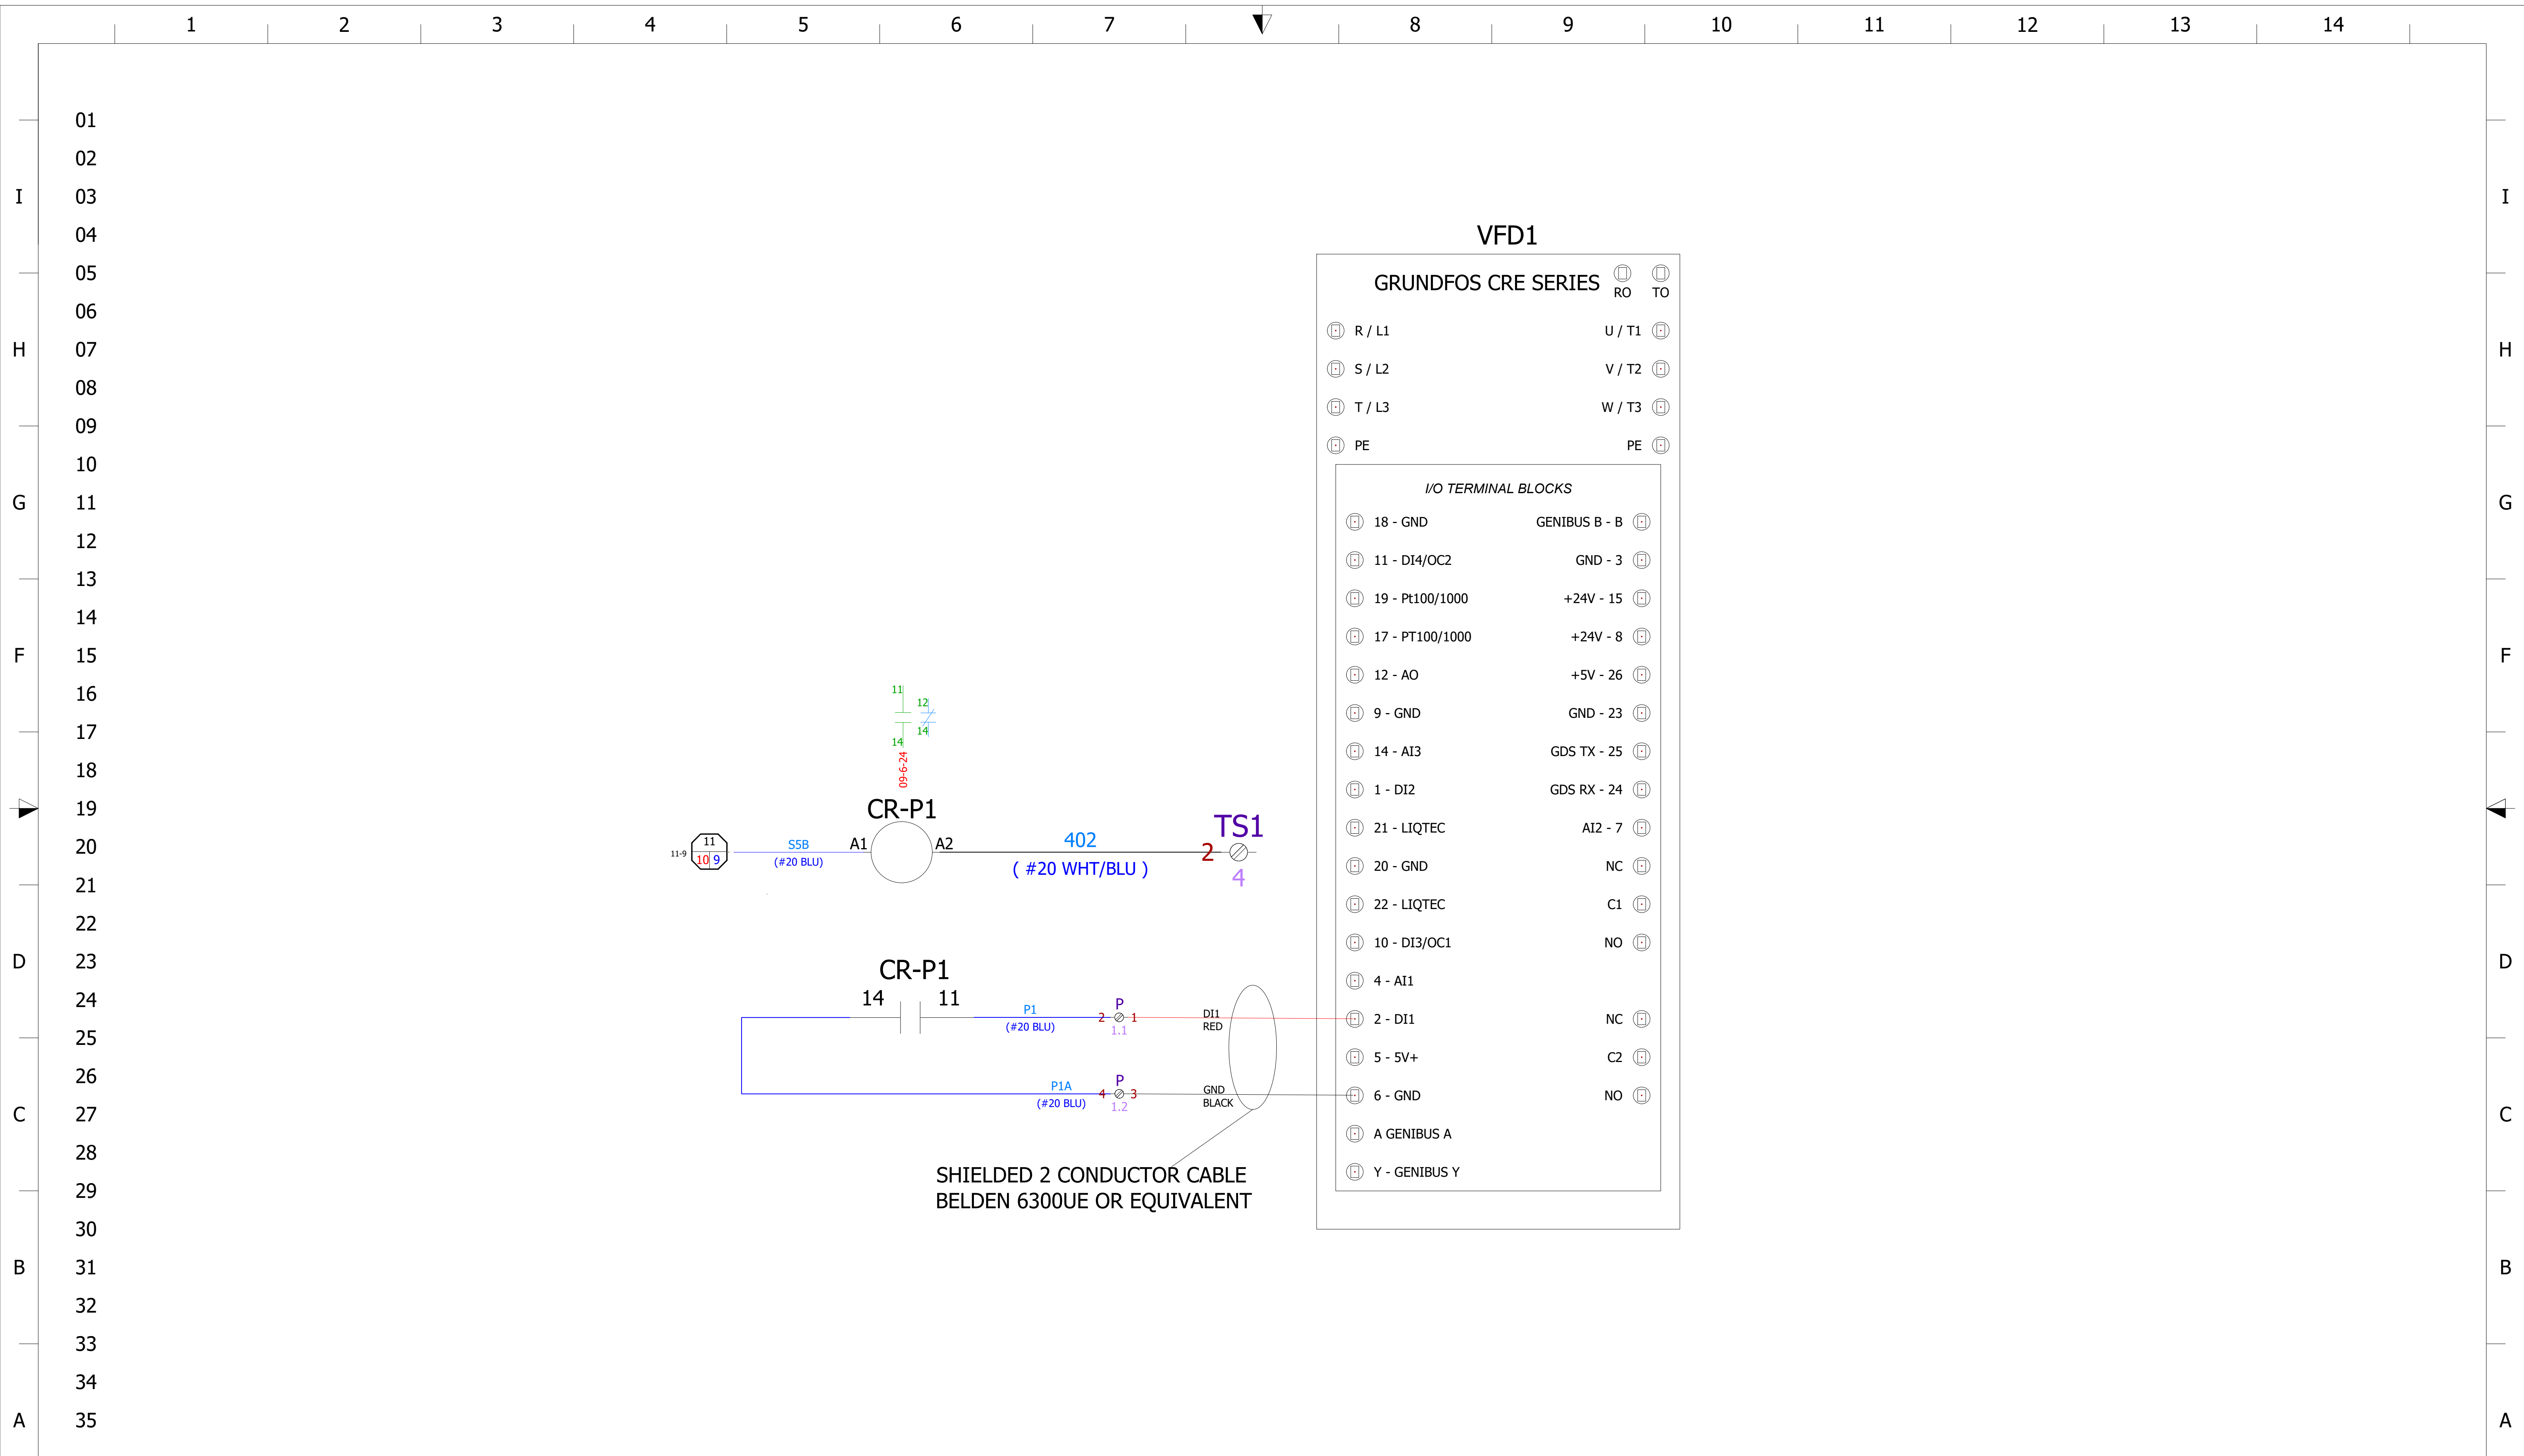 1 2 3 4 5 6 7 8 9 10 11 12 13 14
01
02
I 03 I
04
VFD1
05
GRUNDFOS CRE SERIES
RO TO
06
R / L1 U / T1
H 07 H
S / L2 V / T2
08
T / L3 W / T3
09
PE PE
10
I/O TERMINAL BLOCKS
G 11 G
18 - GND GENIBUS B - B
12
11 - DI4/OC2 GND - 3
13
19 - Pt100/1000 +24V - 15
14
17 - PT100/1000 +24V - 8
F 15 F
12 - AO +5V - 26
16
11
12
9 - GND GND - 23
17
14
14
14 - AI3 GDS TX - 25
18
09-6-24
1 - DI2 GDS RX - 24
19
CR-P1
TS1
21 - LIQTEC AI2 - 7
20
11-9
11
10 9
S5B
(#20 BLU)
A1 A2
402
( #20 WHT/BLU )
2
4
20 - GND NC
21
22 - LIQTEC C1
22
10 - DI3/OC1 NO
D 23 D
CR-P1
4 - AI1
24
14 11
P1
(#20 BLU)
P
2 1
1.1
DI1
RED
2 - DI1 NC
25
5 - 5V+ C2
26
P1A
(#20 BLU)
P
4 3
1.2
GND
BLACK
6 - GND NO
C 27 C
A GENIBUS A
28
SHIELDED 2 CONDUCTOR CABLE
BELDEN 6300UE OR EQUIVALENT
Y - GENIBUS Y
29
30
B 31 B
32
33
34
A 35 A